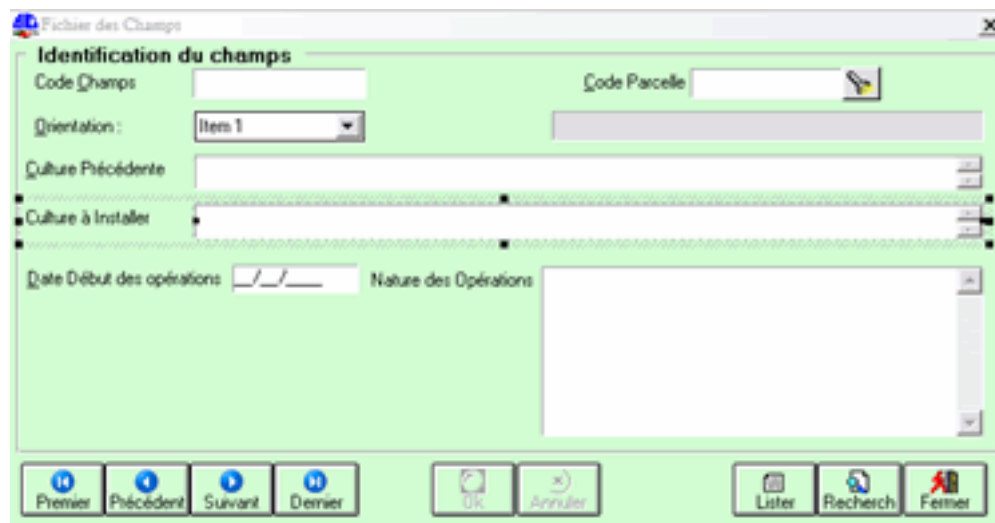 Fichier des Champs
Identification du champs
Code Champs
Code Parcelle
Orientation :
Item 1
Culture Précédente
Culture à Installer
Date Début des opérations
__/__/____
Nature des Opérations
Premier Précédent Suivant Dernier Ok Annuler Lister Recherch Fermer